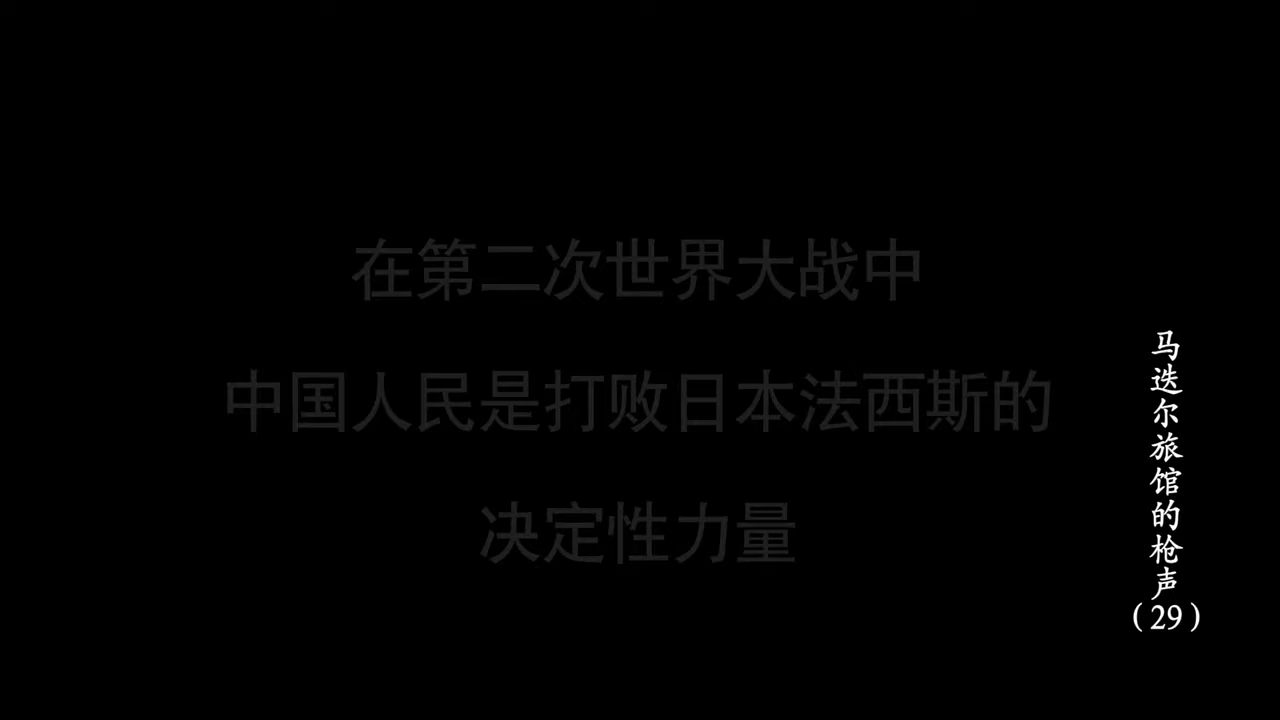 在第二次世界大战中
中国人民是打败日本法西斯的
决定性力量
马迭尔旅馆的枪声
(29)